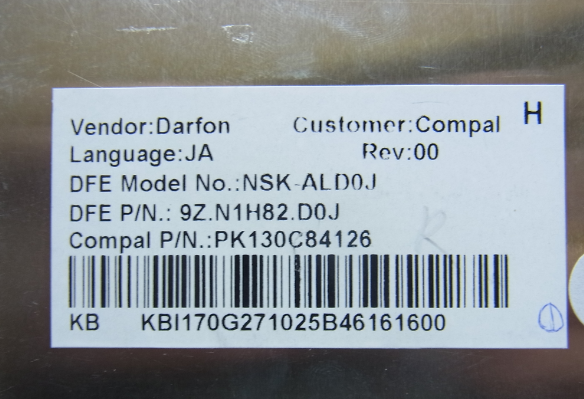 H
Vendor:Darfon Customer:Compal
Language:JA Rev:00
DFE Model No.:NSK-ALD0J
DFE P/N.: 9Z.N1H82.D0J
Compal P/N.:PK130C84126
R
KB KBI170G271025B46161600
1